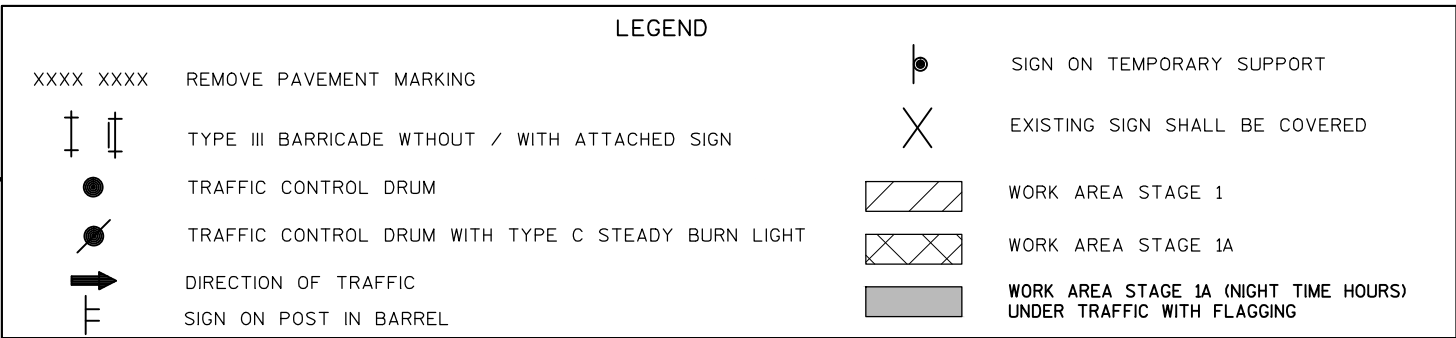 LEGEND
XXXX XXXX REMOVE PAVEMENT MARKING
TYPE III BARRICADE WTHOUT / WITH ATTACHED SIGN
TRAFFIC CONTROL DRUM
TRAFFIC CONTROL DRUM WITH TYPE C STEADY BURN LIGHT
DIRECTION OF TRAFFIC
SIGN ON POST IN BARREL
SIGN ON TEMPORARY SUPPORT
EXISTING SIGN SHALL BE COVERED
WORK AREA STAGE 1
WORK AREA STAGE 1A
WORK AREA STAGE 1A (NIGHT TIME HOURS)
UNDER TRAFFIC WITH FLAGGING